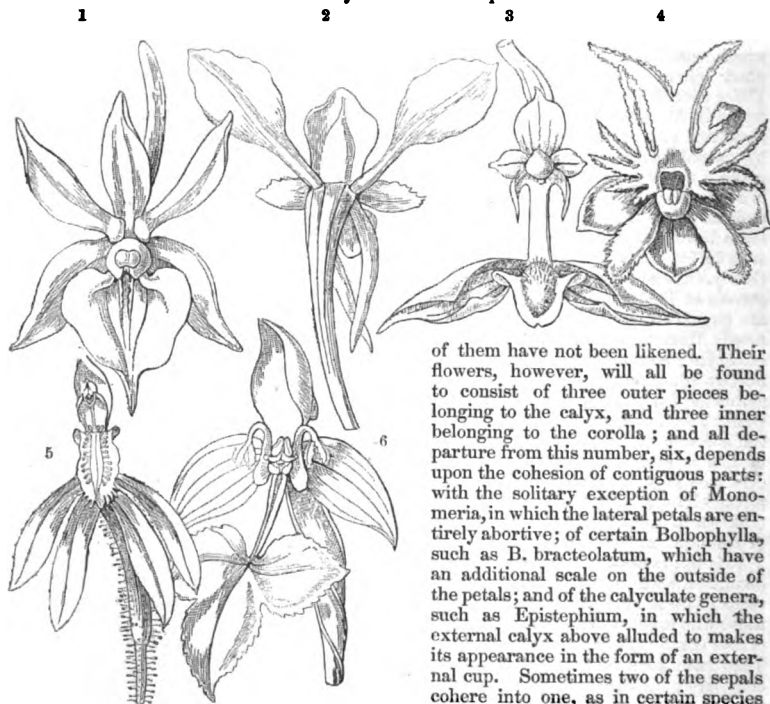 1 2 3 4
5 6
of them have not been likened. Their
flowers, however, will all be found
to consist of three outer pieces be-
longing to the calyx, and three inner
belonging to the corolla ; and all de-
parture from this number, six, depends
upon the cohesion of contiguous parts:
with the solitary exception of Mono-
meria, in which the lateral petals are en-
tirely abortive; of certain Bolbophylla,
such as B. bracteolatum, which have
an additional scale on the outside of
the petals; and of the calyculate genera,
such as Epistephium, in which the
external calyx above alluded to makes
its appearance in the form of an exter-
nal cup. Sometimes two of the sepals
cohere into one, as in certain species